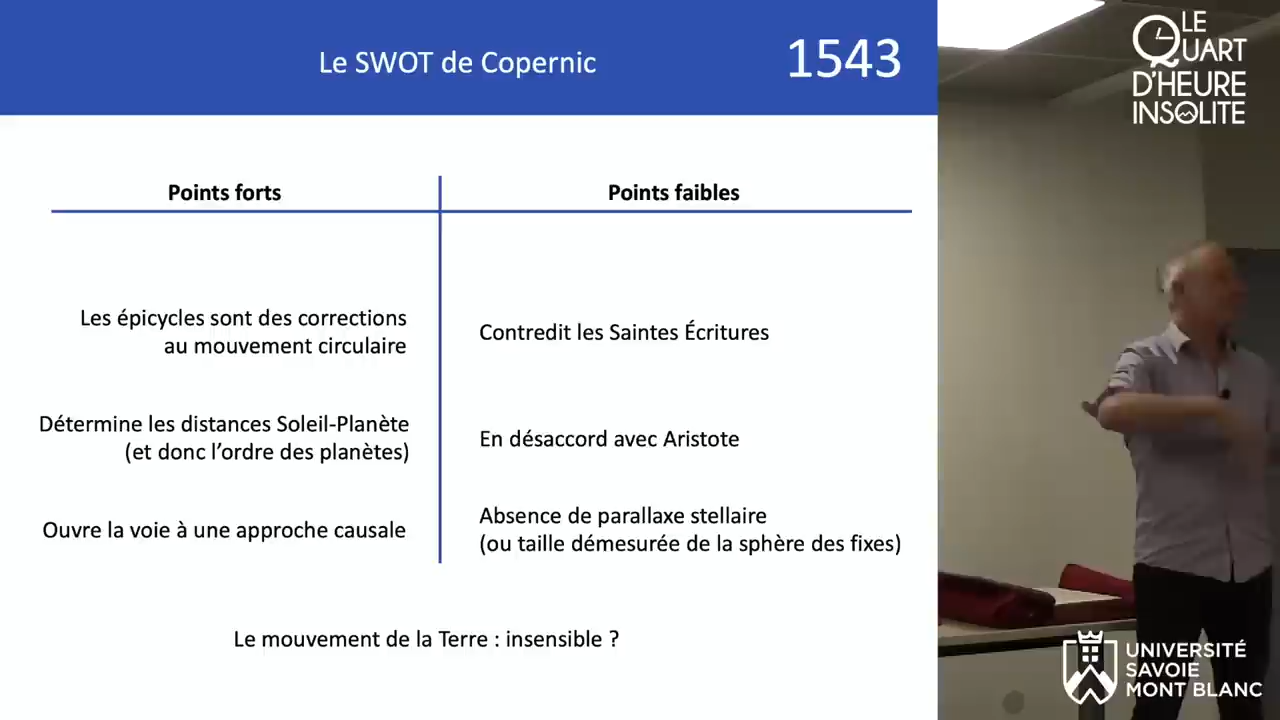 Le SWOT de Copernic
1543
Points forts
Points faibles
Les épicycles sont des corrections
au mouvement circulaire
Contredit les Saintes Écritures
Détermine les distances Soleil-Planète
(et donc l’ordre des planètes)
En désaccord avec Aristote
Ouvre la voie à une approche causale
Absence de parallaxe stellaire
(ou taille démesurée de la sphère des fixes)
Le mouvement de la Terre : insensible ?
LE
QUART
D'HEURE
INSOLITE
UNIVERSITÉ
SAVOIE
MONT BLANC